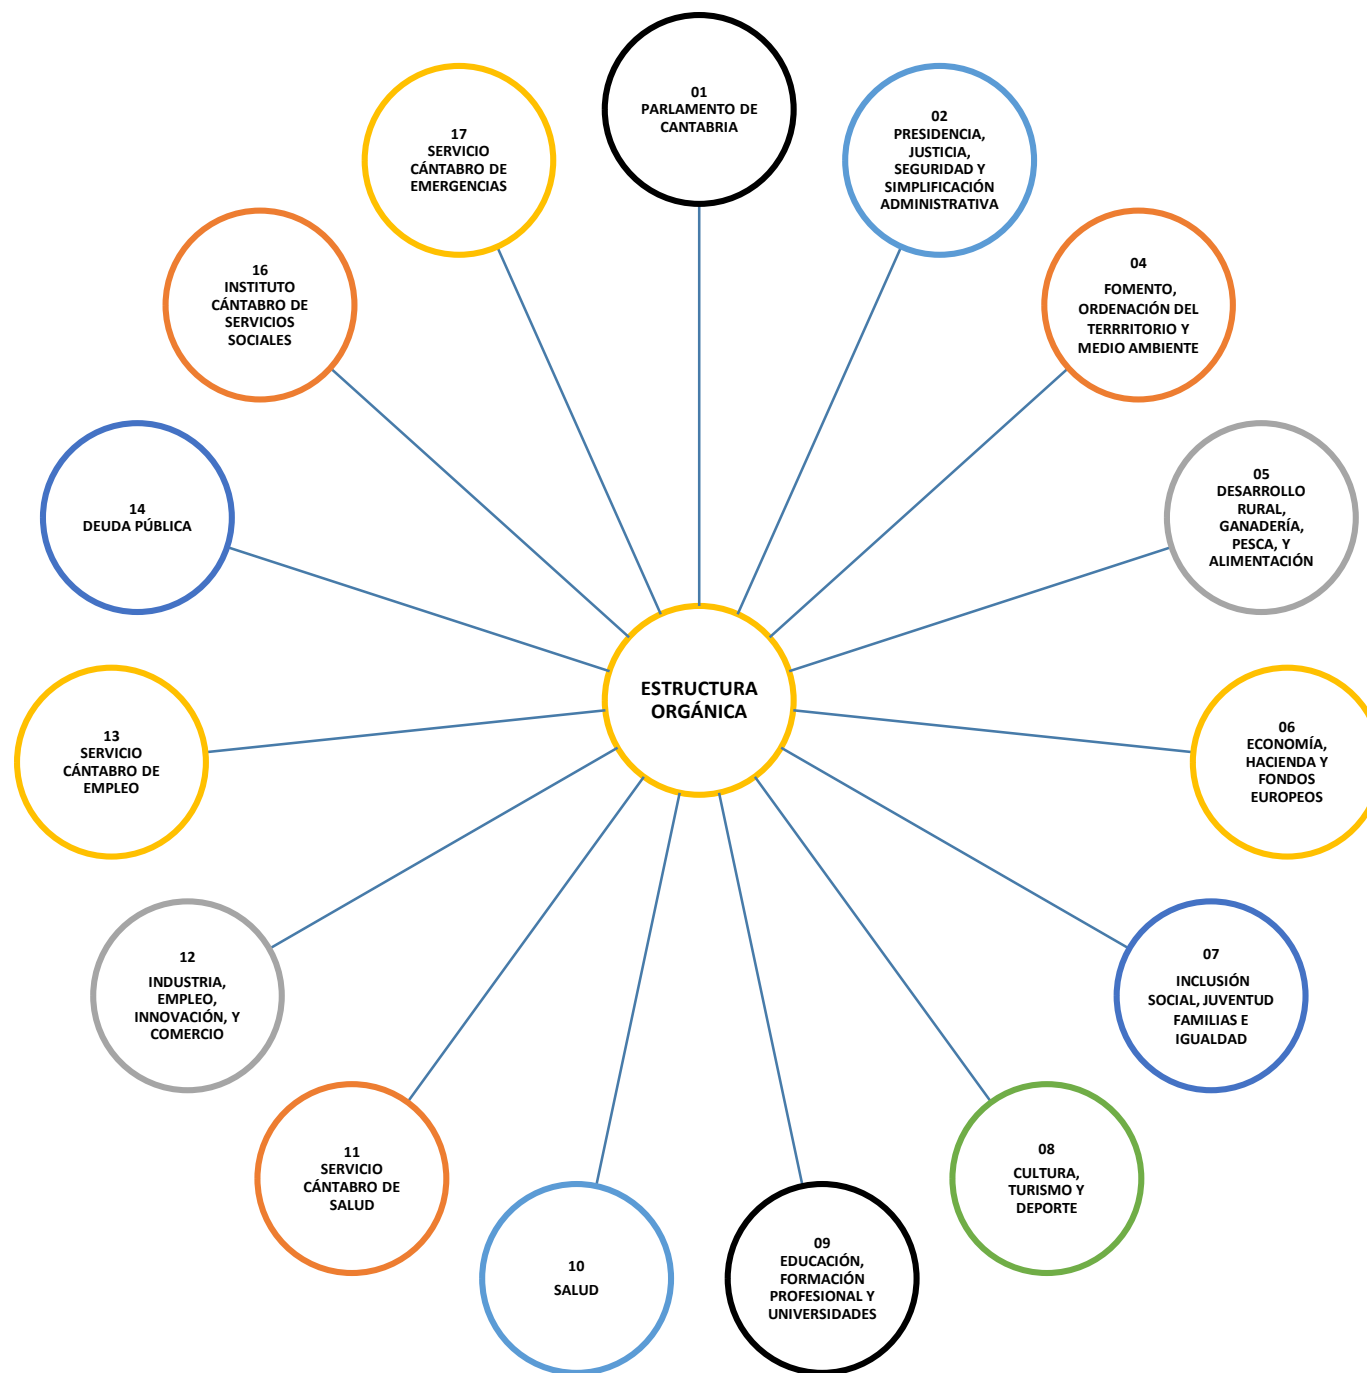 01
PARLAMENTO DE
CANTABRIA
02
PRESIDENCIA,
JUSTICIA,
SEGURIDAD Y
SIMPLIFICACIÓN
ADMINISTRATIVA
04
FOMENTO,
ORDENACIÓN DEL
TERRRITORIO Y
MEDIO AMBIENTE
05
DESARROLLO
RURAL,
GANADERÍA,
PESCA, Y
ALIMENTACIÓN
06
ECONOMÍA,
HACIENDA Y
FONDOS
EUROPEOS
07
INCLUSIÓN
SOCIAL, JUVENTUD
FAMILIAS E
IGUALDAD
08
CULTURA,
TURISMO Y
DEPORTE
09
EDUCACIÓN,
FORMACIÓN
PROFESIONAL Y
UNIVERSIDADES
10
SALUD
11
SERVICIO
CÁNTABRO DE
SALUD
12
INDUSTRIA,
EMPLEO,
INNOVACIÓN, Y
COMERCIO
13
SERVICIO
CÁNTABRO DE
EMPLEO
14
DEUDA PÚBLICA
16
INSTITUTO
CÁNTABRO DE
SERVICIOS
SOCIALES
17
SERVICIO
CÁNTABRO DE
EMERGENCIAS
ESTRUCTURA
ORGÁNICA